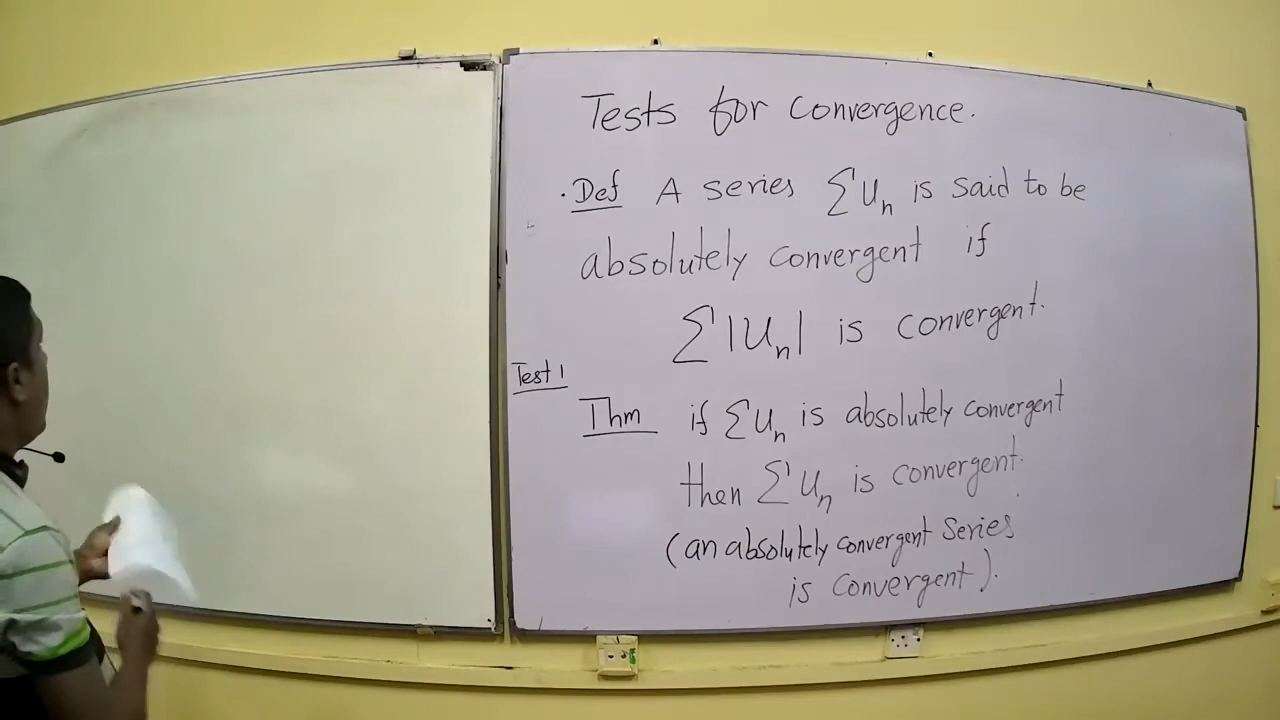 Tests for Convergence.
. Def A series ∑Uₙ is said to be
absolutely convergent if
∑|Uₙ| is convergent.
Test 1
Thm if ∑Uₙ is absolutely convergent
then ∑Uₙ is convergent.
(an absolutely convergent series
is convergent).